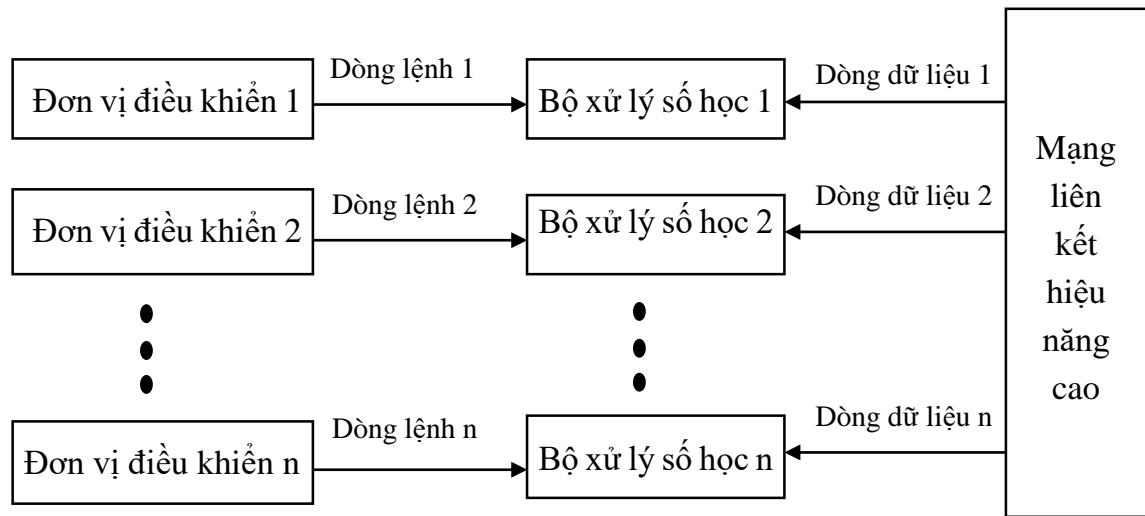 Đơn vị điều khiển 1
Dòng lệnh 1
Bộ xử lý số học 1
Dòng dữ liệu 1
Đơn vị điều khiển 2
Dòng lệnh 2
Bộ xử lý số học 2
Dòng dữ liệu 2
Đơn vị điều khiển n
Dòng lệnh n
Bộ xử lý số học n
Dòng dữ liệu n
Mạng
liên
kết
hiệu
năng
cao